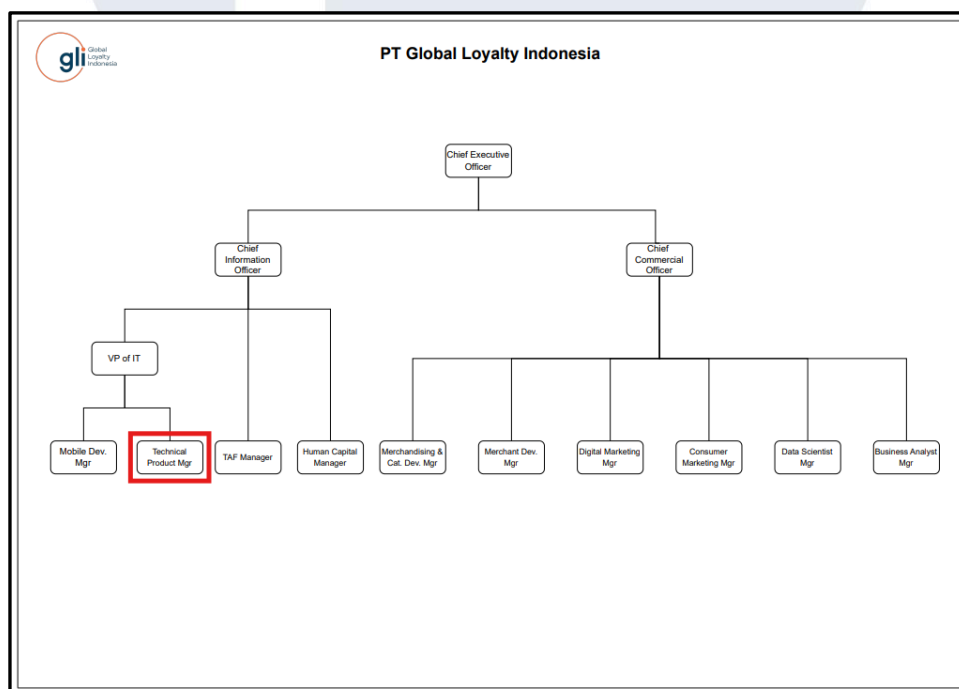 gli
Global
Loyalty
Indonesia
PT Global Loyalty Indonesia
Chief Executive
Officer
Chief
Information
Officer
Chief
Commercial
Officer
VP of IT
Mobile Dev.
Mgr
Technical
Product Mgr
TAF Manager
Human Capital
Manager
Merchandising &
Cat. Dev. Mgr
Merchant Dev.
Mgr
Digital Marketing
Mgr
Consumer
Marketing Mgr
Data Scientist
Mgr
Business Analyst
Mgr